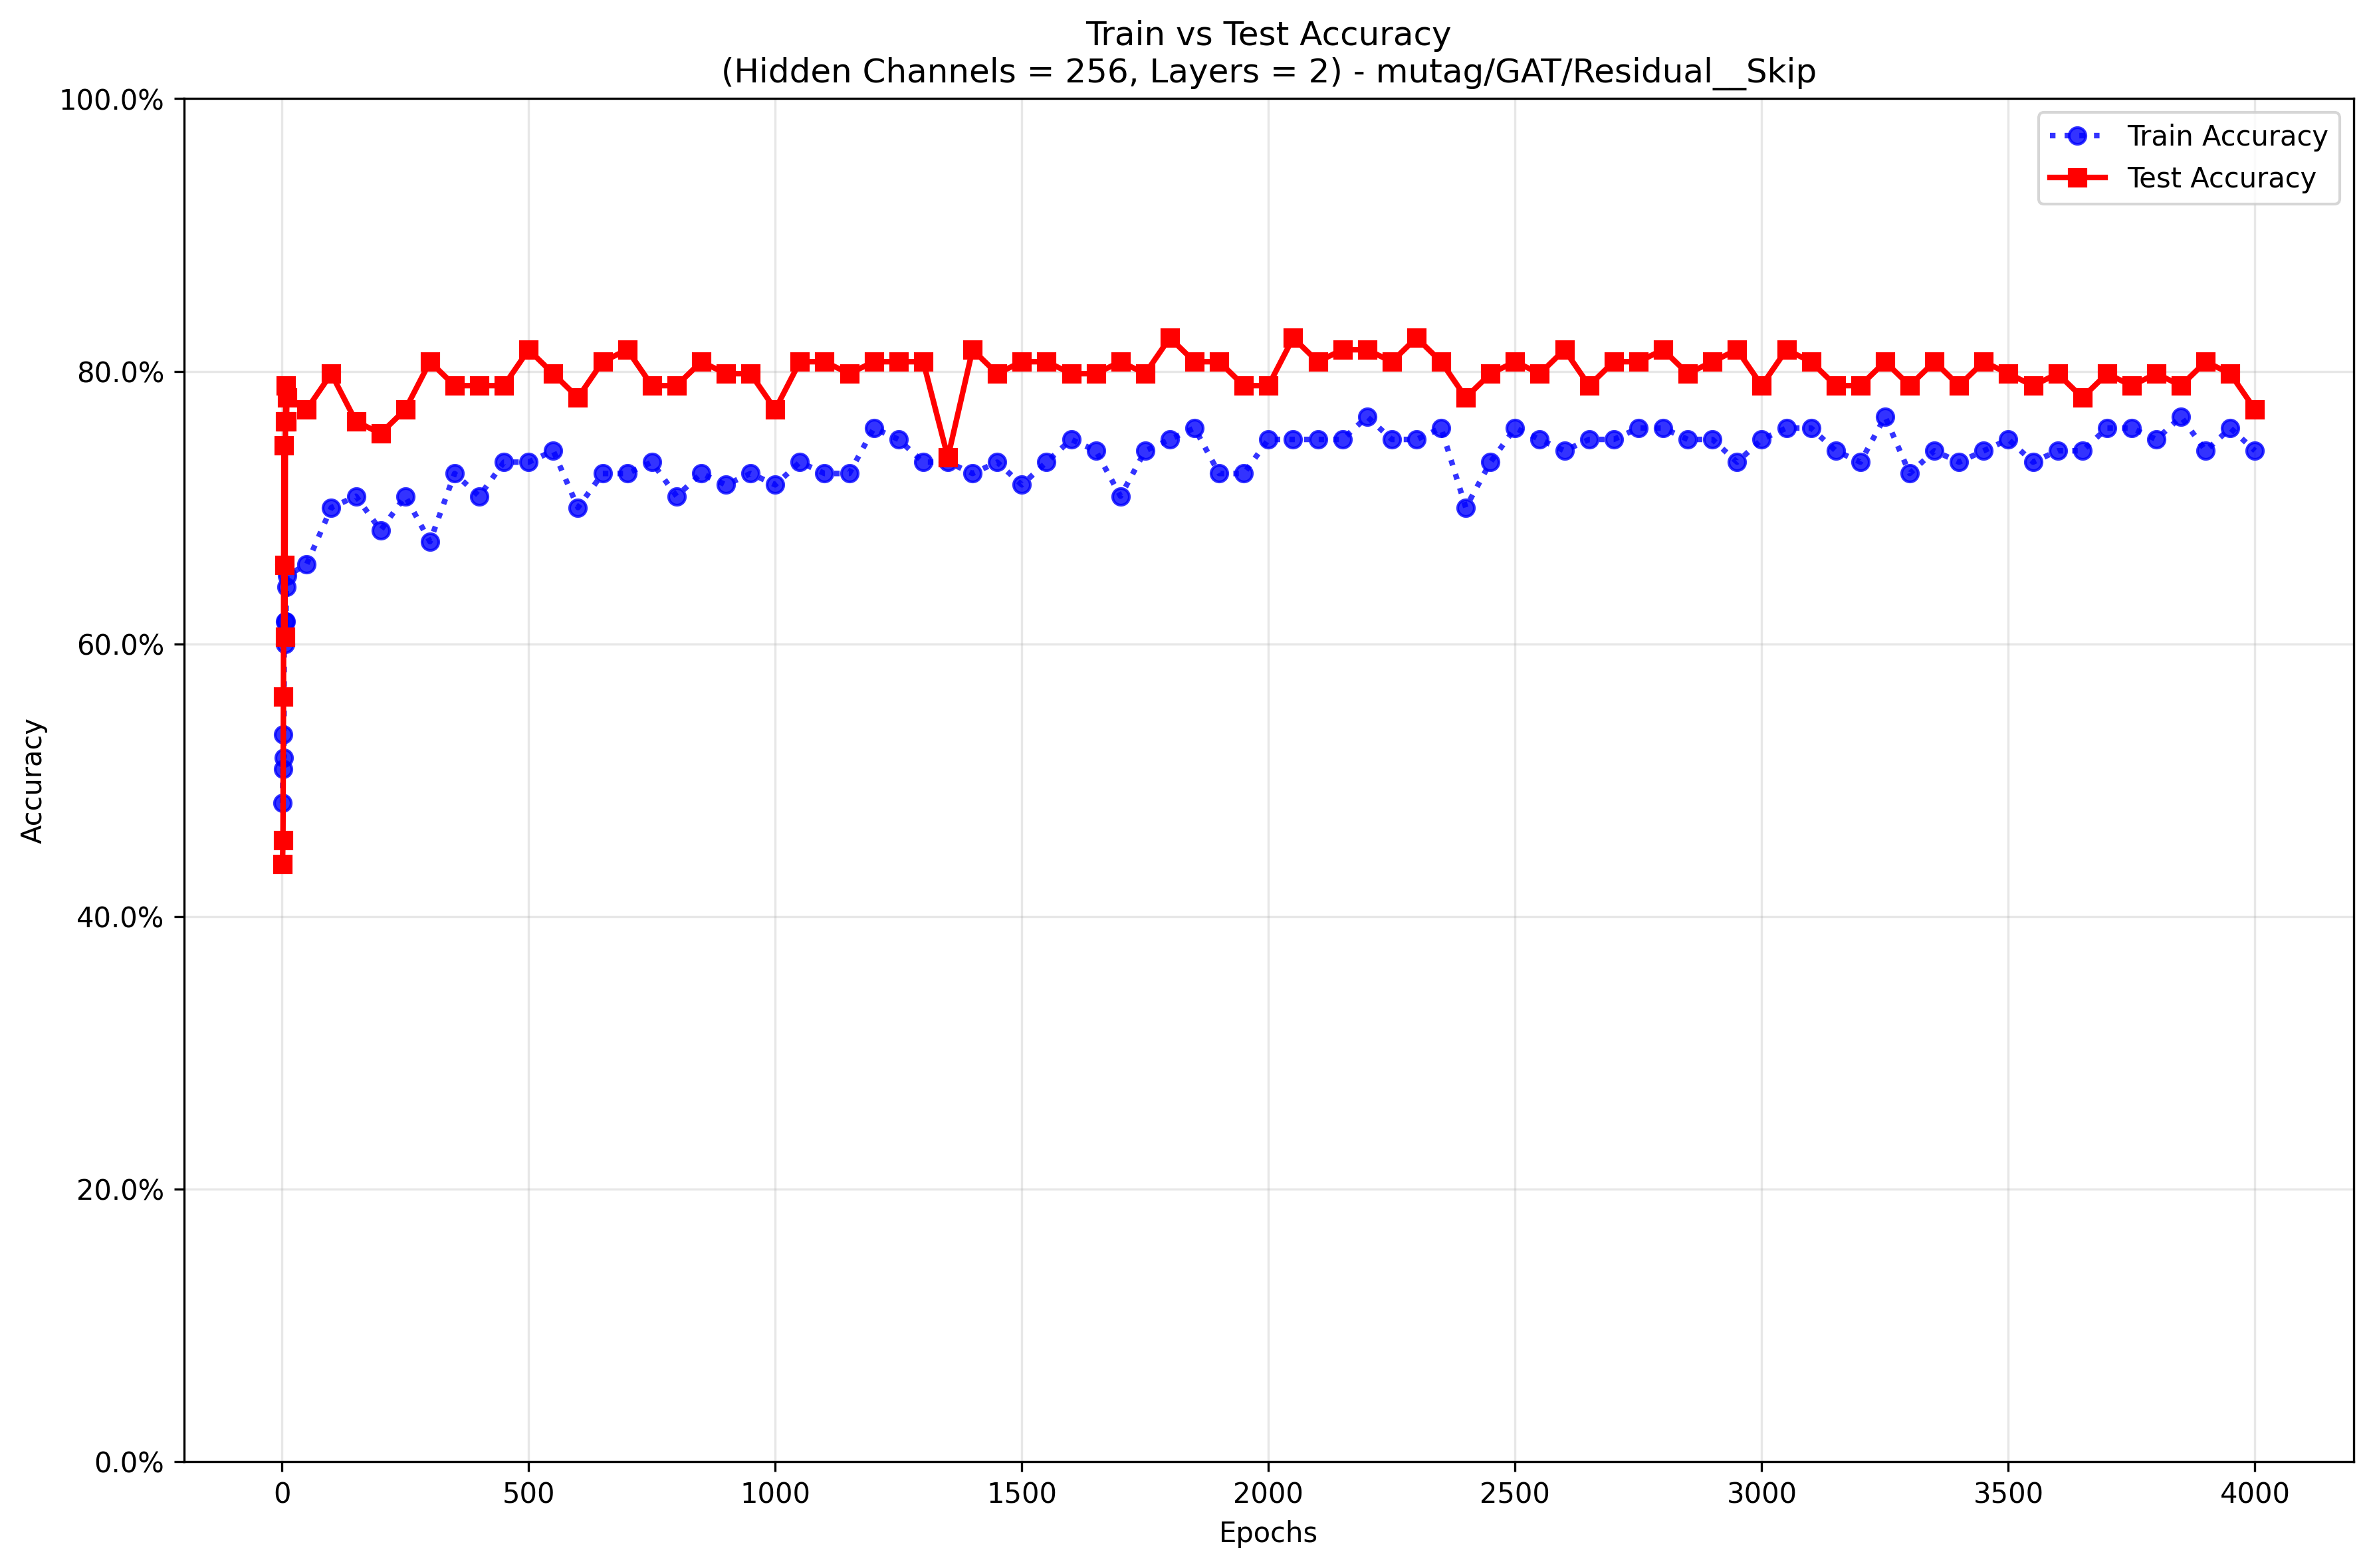 Train vs Test Accuracy
(Hidden Channels = 256, Layers = 2) - mutag/GAT/Residual__Skip
100.0%
80.0%
60.0%
40.0%
20.0%
0.0%
Accuracy
Train Accuracy
Test Accuracy
0 500 1000 1500 2000 2500 3000 3500 4000
Epochs